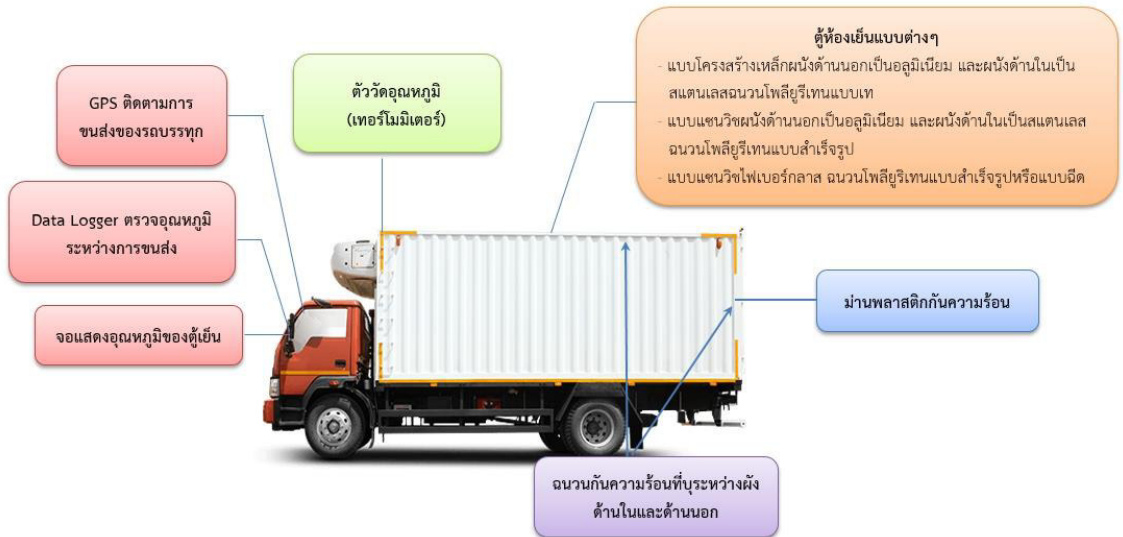 ตู้ห้องเย็นแบบต่างๆ
- แบบโครงสร้างเหล็กผนังด้านนอกเป็นอลูมิเนียม และผนังด้านในเป็น
สแตนเลสฉนวนโพลียูรีเทนแบบเท
- แบบแซนวิชผนังด้านนอกเป็นอลูมิเนียม และผนังด้านในเป็นสแตนเลส
ฉนวนโพลียูรีเทนแบบสำเร็จรูป
- แบบแซนวิชไฟเบอร์กลาส ฉนวนโพลียูริเทนแบบสำเร็จรูปหรือแบบฉีด
ตัววัดอุณหภูมิ
(เทอร์โมมิเตอร์)
GPS ติดตามการ
ขนส่งของรถบรรทุก
Data Logger ตรวจอุณหภูมิ
ระหว่างการขนส่ง
จอแสดงอุณหภูมิของตู้เย็น
ม่านพลาสติกกันความร้อน
ฉนวนกันความร้อนที่บุระหว่างผัง
ด้านในและด้านนอก